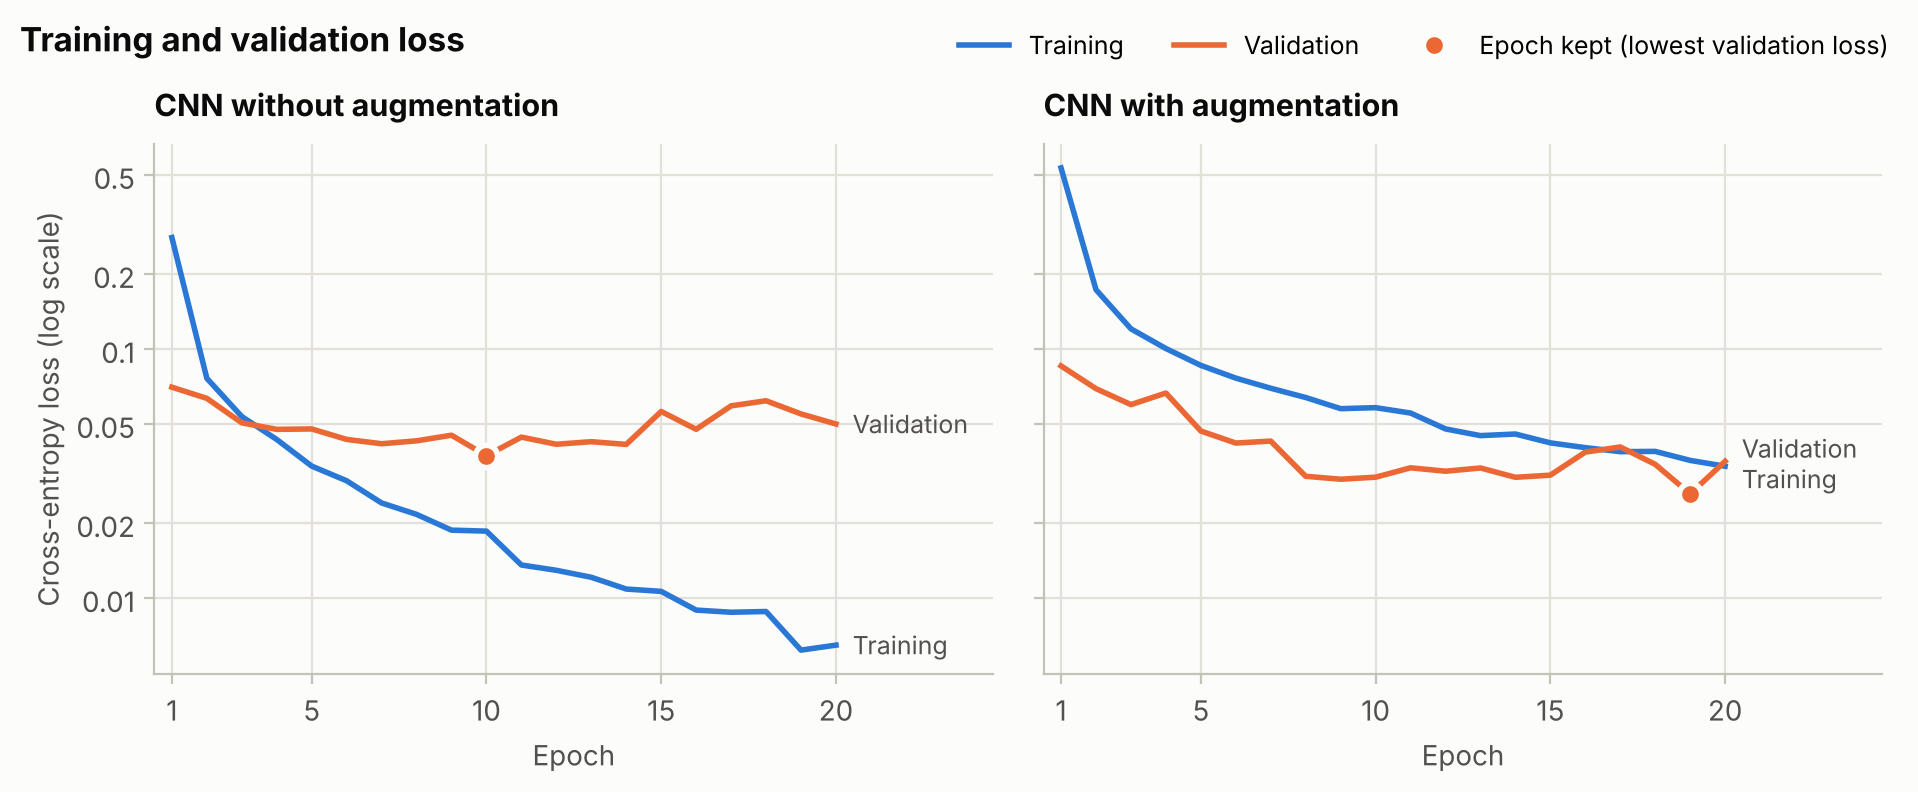 Training and validation loss
Training
Validation
Epoch kept (lowest validation loss)
CNN without augmentation
CNN with augmentation
Cross-entropy loss (log scale)
0.5
0.2
0.1
0.05
0.02
0.01
Validation
Training
Validation
Training
1 5 10 15 20
1 5 10 15 20
Epoch
Epoch